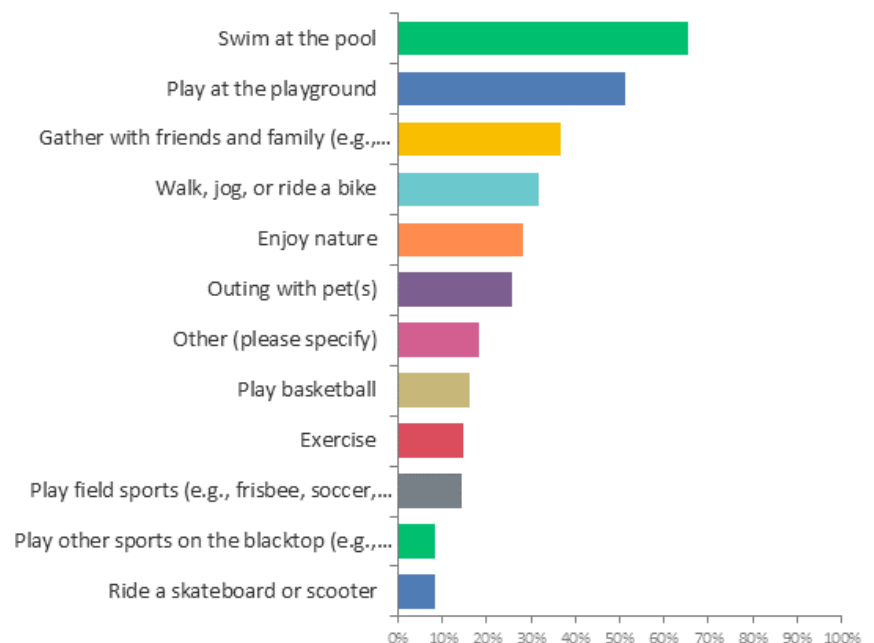 Swim at the pool
Play at the playground
Gather with friends and family (e.g.,...
Walk, jog, or ride a bike
Enjoy nature
Outing with pet(s)
Other (please specify)
Play basketball
Exercise
Play field sports (e.g., frisbee, soccer,...
Play other sports on the blacktop (e.g.,...
Ride a skateboard or scooter
0% 10% 20% 30% 40% 50% 60% 70% 80% 90% 100%